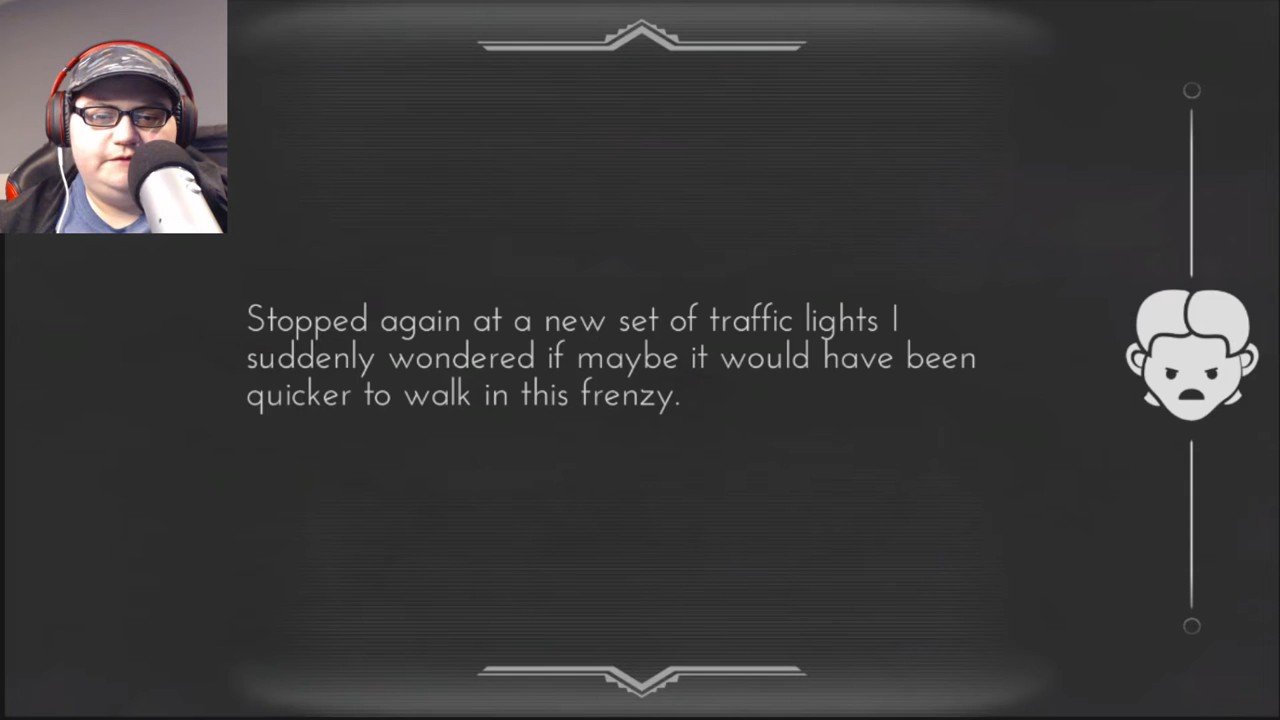 Stopped again at a new set of traffic lights I
suddenly wondered if maybe it would have been
quicker to walk in this frenzy.